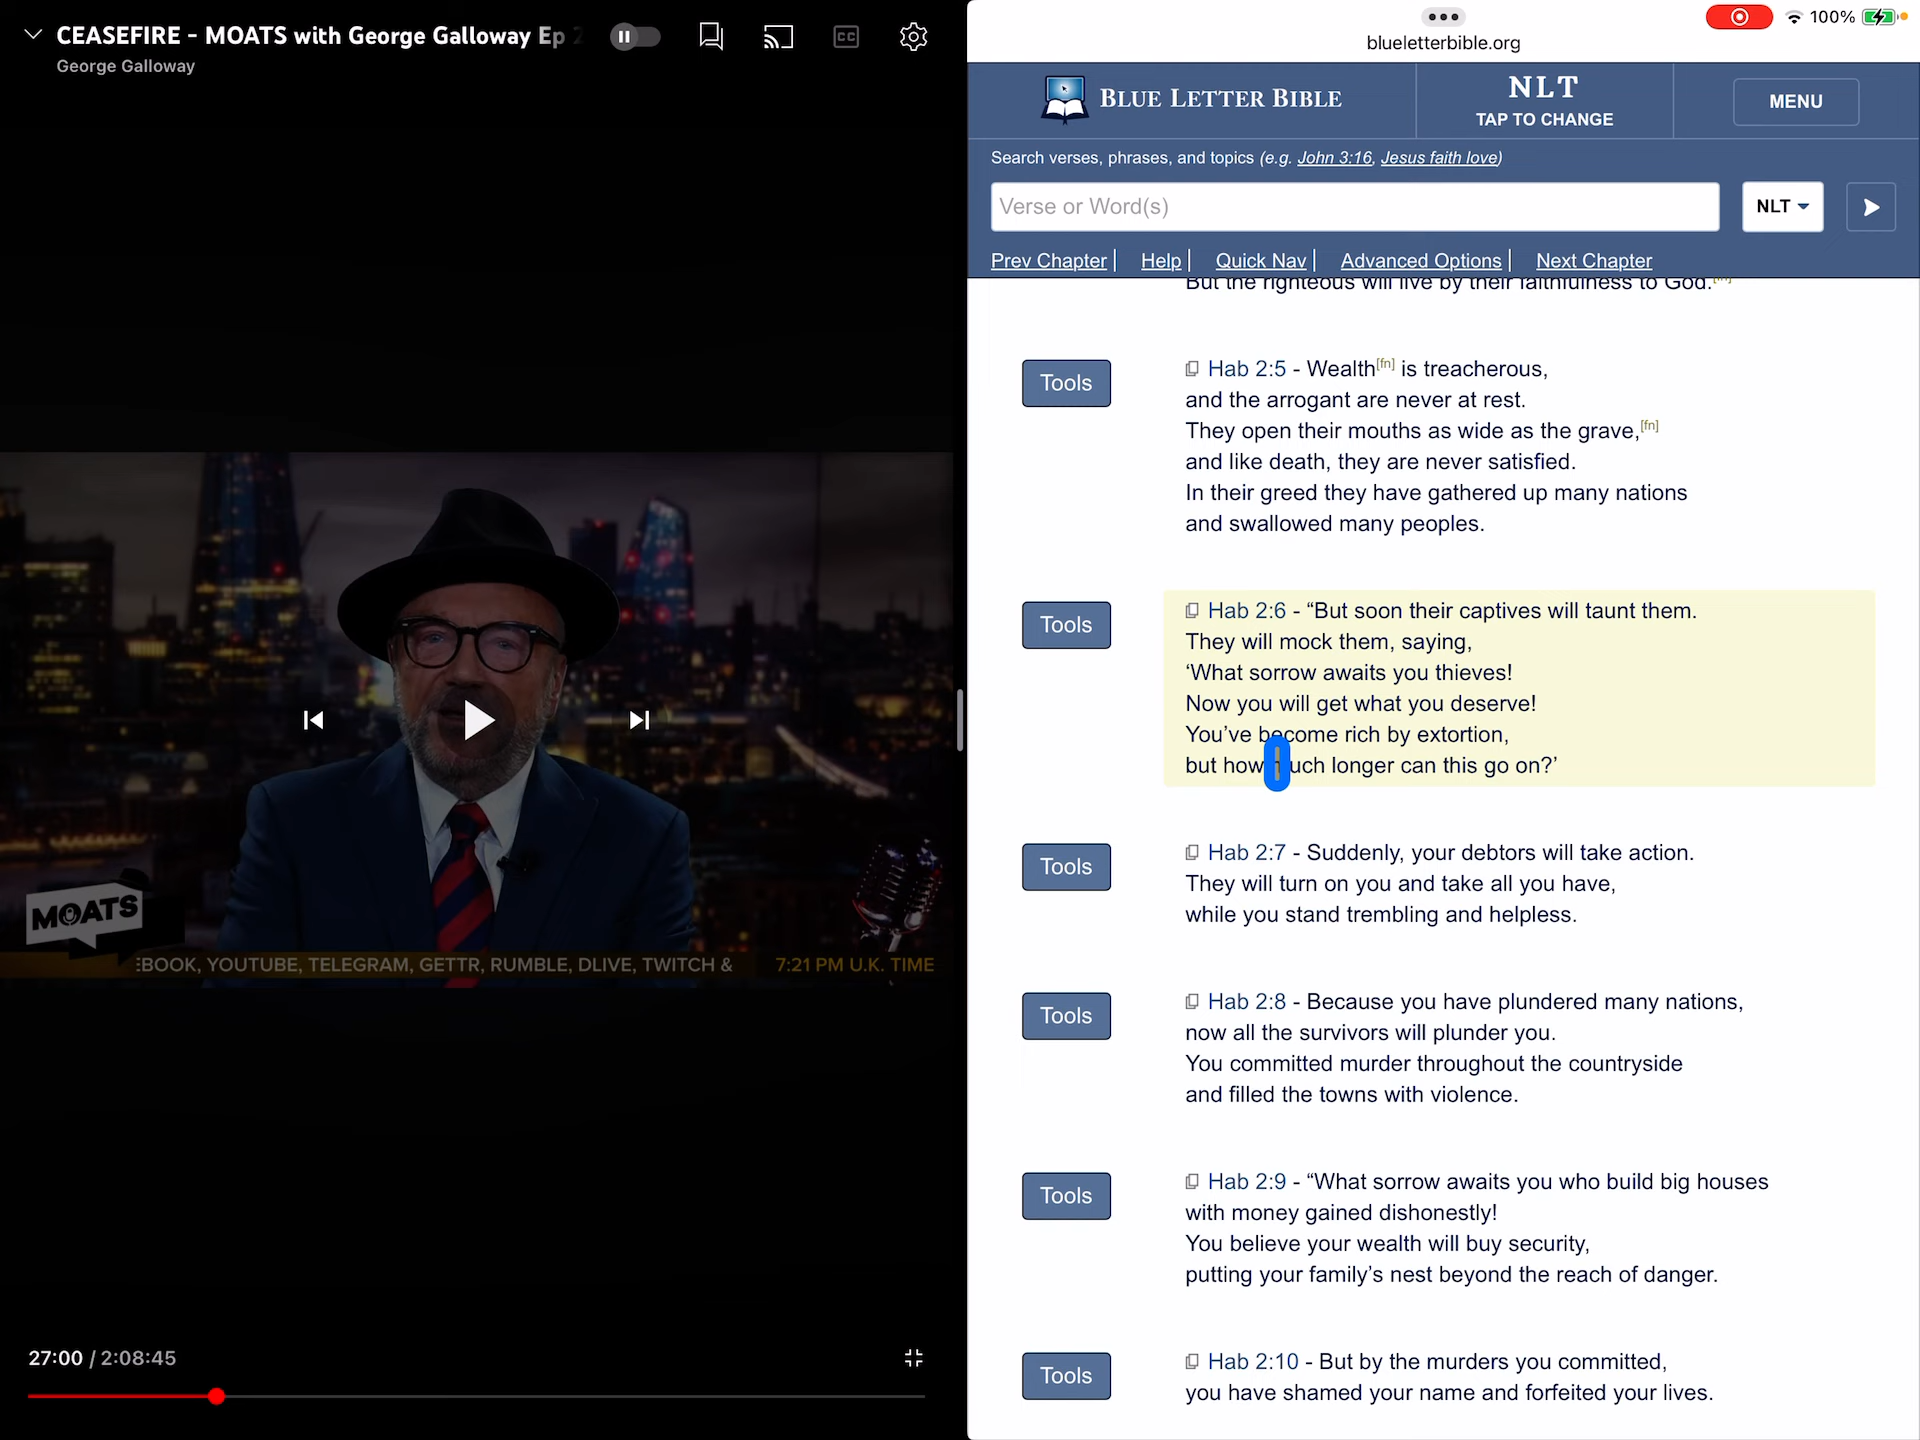 CEASEFIRE - MOATS with George Galloway Ep
George Galloway
CC
MOATS
BOOK, YOUTUBE, TELEGRAM, GETTR, RUMBLE, DLIVE, TWITCH &
7:21 PM U.K. TIME
27:00 / 2:08:45
100%
blueletterbible.org
BLUE LETTER BIBLE
NLT
TAP TO CHANGE
MENU
Search verses, phrases, and topics (e.g. John 3:16, Jesus faith love)
Verse or Word(s)
NLT
Prev Chapter | Help | Quick Nav | Advanced Options | Next Chapter
But the righteous will live by their faithfulness to God.[fn]
Tools
Hab 2:5 - Wealth[fn] is treacherous,
and the arrogant are never at rest.
They open their mouths as wide as the grave,[fn]
and like death, they are never satisfied.
In their greed they have gathered up many nations
and swallowed many peoples.
Tools
Hab 2:6 - “But soon their captives will taunt them.
They will mock them, saying,
‘What sorrow awaits you thieves!
Now you will get what you deserve!
You’ve become rich by extortion,
but how much longer can this go on?’
Tools
Hab 2:7 - Suddenly, your debtors will take action.
They will turn on you and take all you have,
while you stand trembling and helpless.
Tools
Hab 2:8 - Because you have plundered many nations,
now all the survivors will plunder you.
You committed murder throughout the countryside
and filled the towns with violence.
Tools
Hab 2:9 - “What sorrow awaits you who build big houses
with money gained dishonestly!
You believe your wealth will buy security,
putting your family’s nest beyond the reach of danger.
Tools
Hab 2:10 - But by the murders you committed,
you have shamed your name and forfeited your lives.